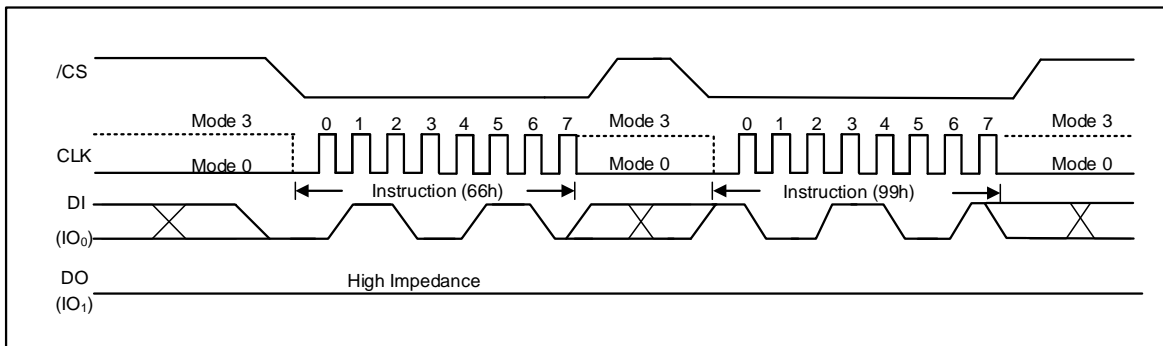 /CS
Mode 3 0 1 2 3 4 5 6 7 Mode 3 0 1 2 3 4 5 6 7 Mode 3
CLK
Mode 0 Mode 0 Mode 0
Instruction (66h) Instruction (99h)
DI
(IO₀)
DO High Impedance
(IO₁)